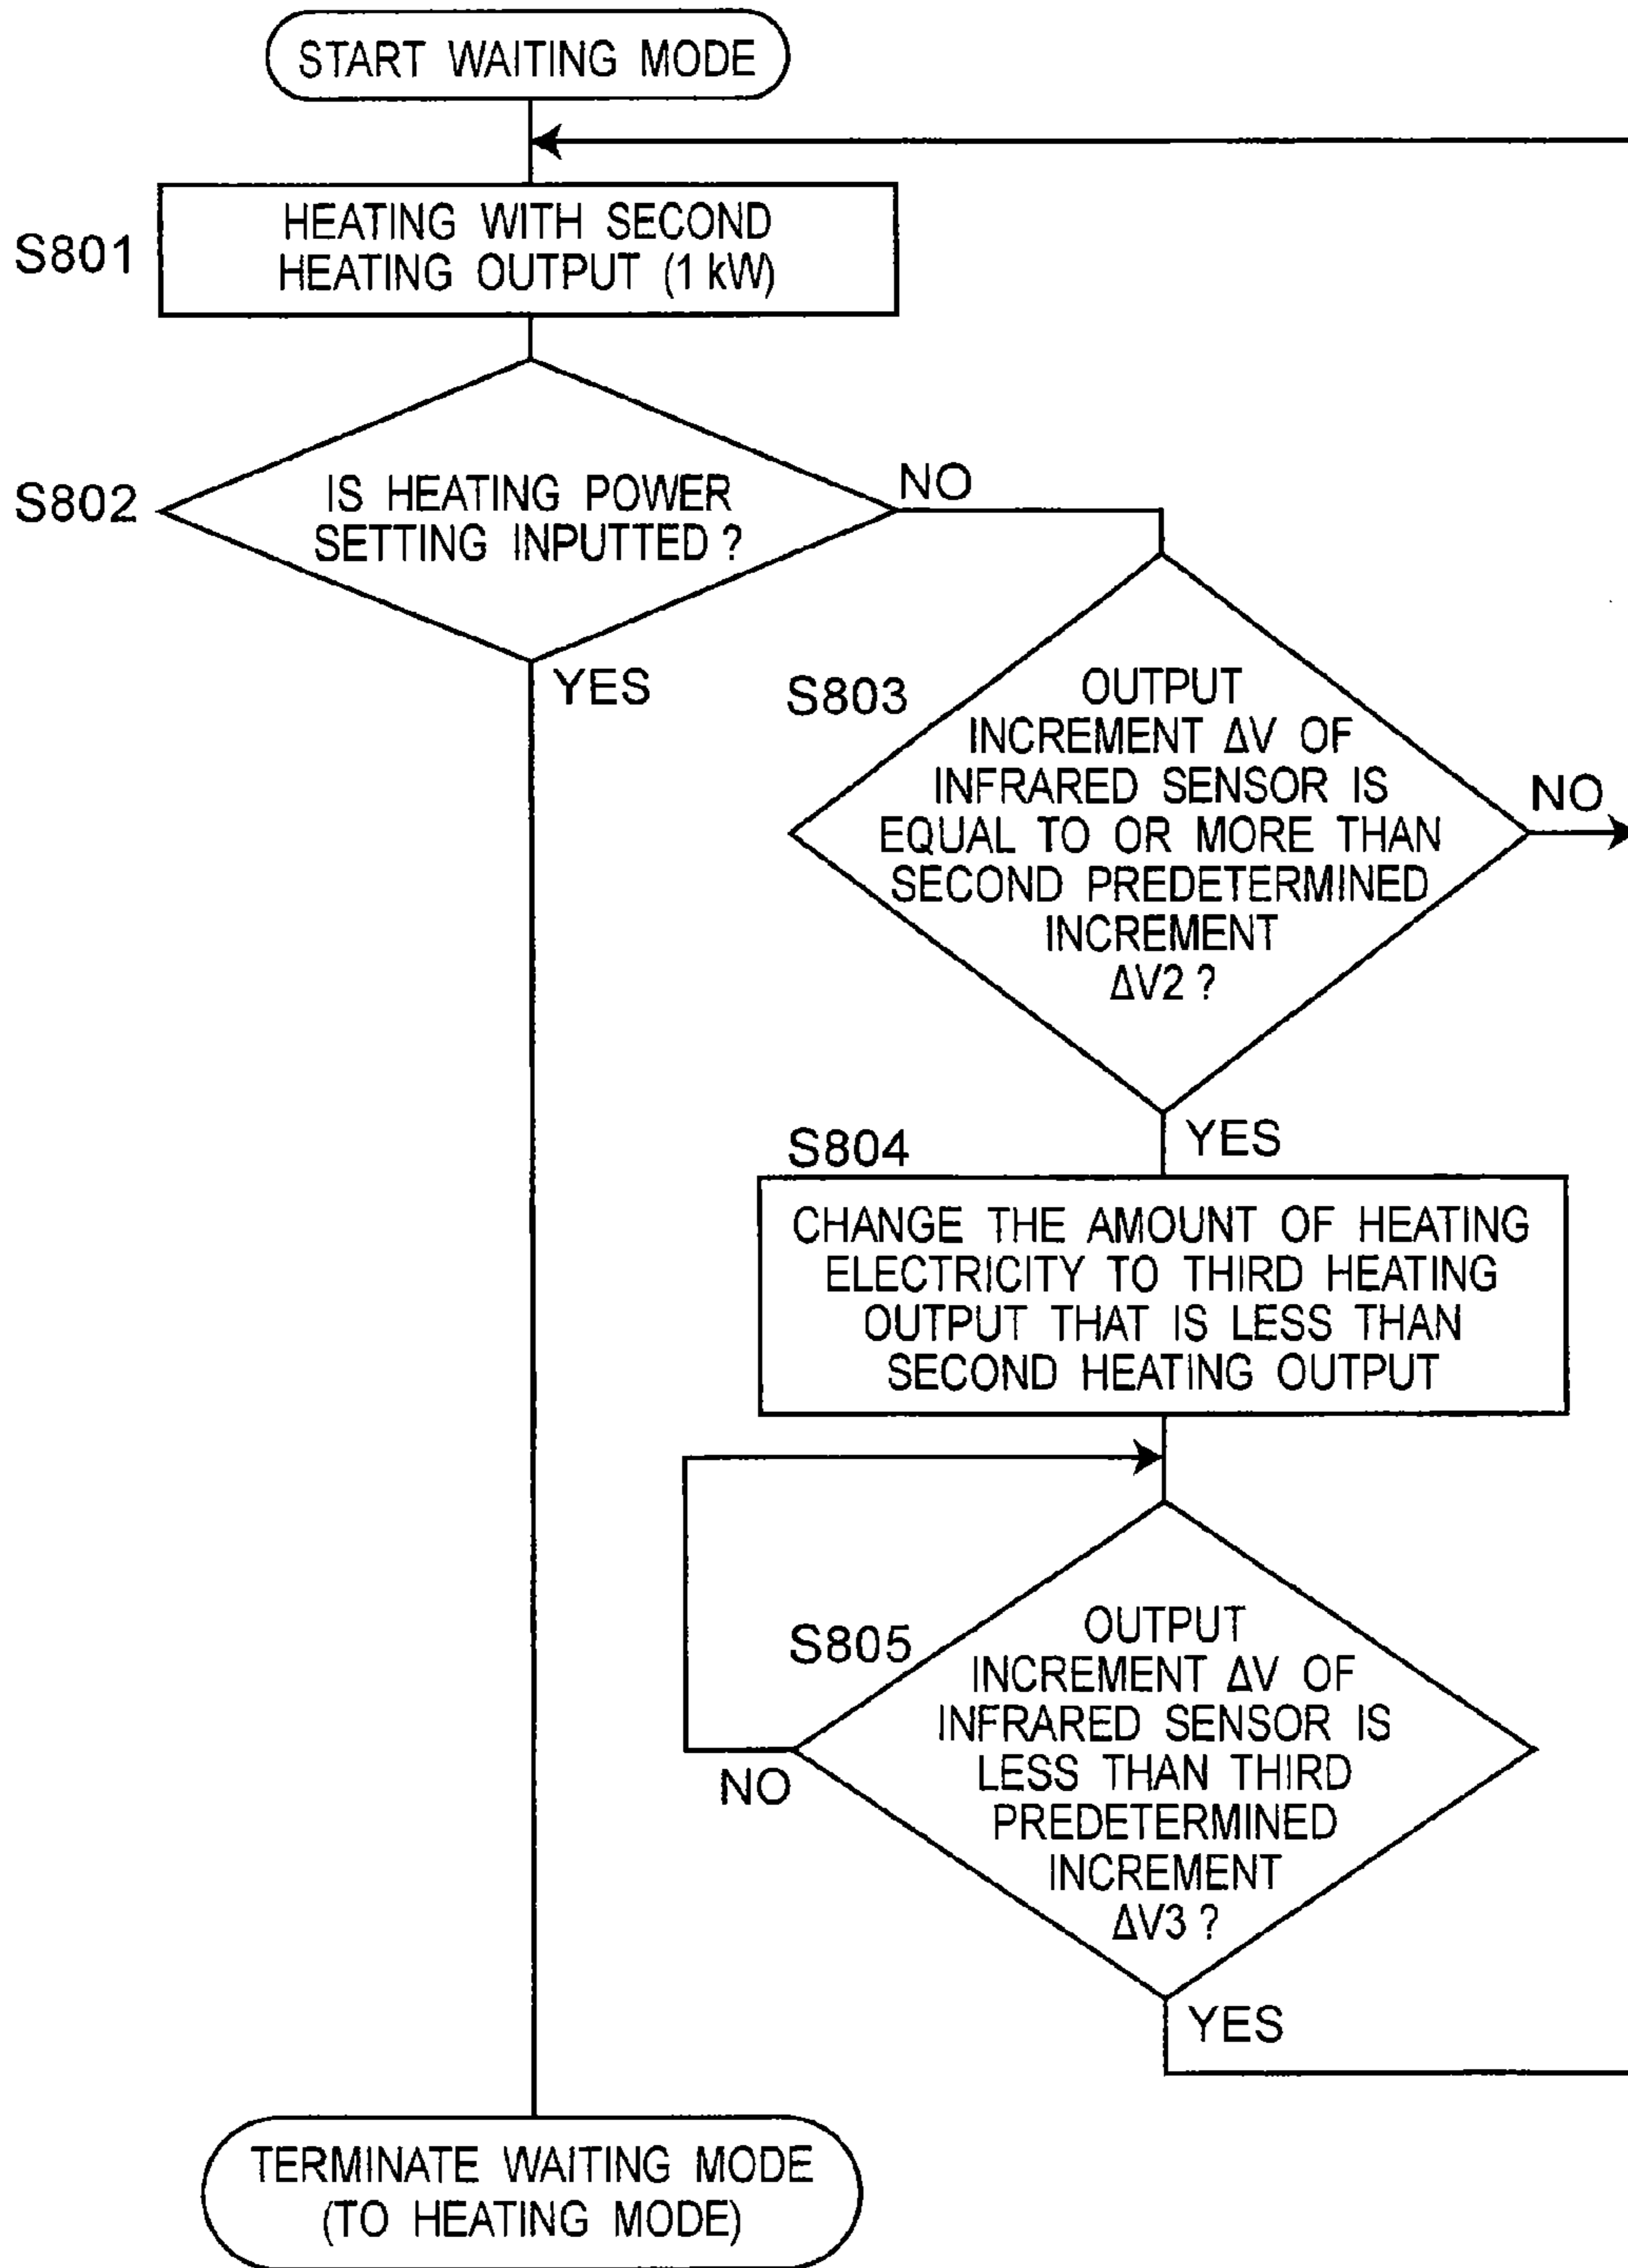 START WAITING MODE
S801
HEATING WITH SECOND
HEATING OUTPUT (1 kW)
S802
IS HEATING POWER
SETTING INPUTTED ?
NO
YES
S803
OUTPUT
INCREMENT ΔV OF
INFRARED SENSOR IS
EQUAL TO OR MORE THAN
SECOND PREDETERMINED
INCREMENT
ΔV2 ?
NO
YES
S804
CHANGE THE AMOUNT OF HEATING
ELECTRICITY TO THIRD HEATING
OUTPUT THAT IS LESS THAN
SECOND HEATING OUTPUT
S805
OUTPUT
INCREMENT ΔV OF
INFRARED SENSOR IS
LESS THAN THIRD
PREDETERMINED
INCREMENT
ΔV3 ?
NO
YES
TERMINATE WAITING MODE
(TO HEATING MODE)